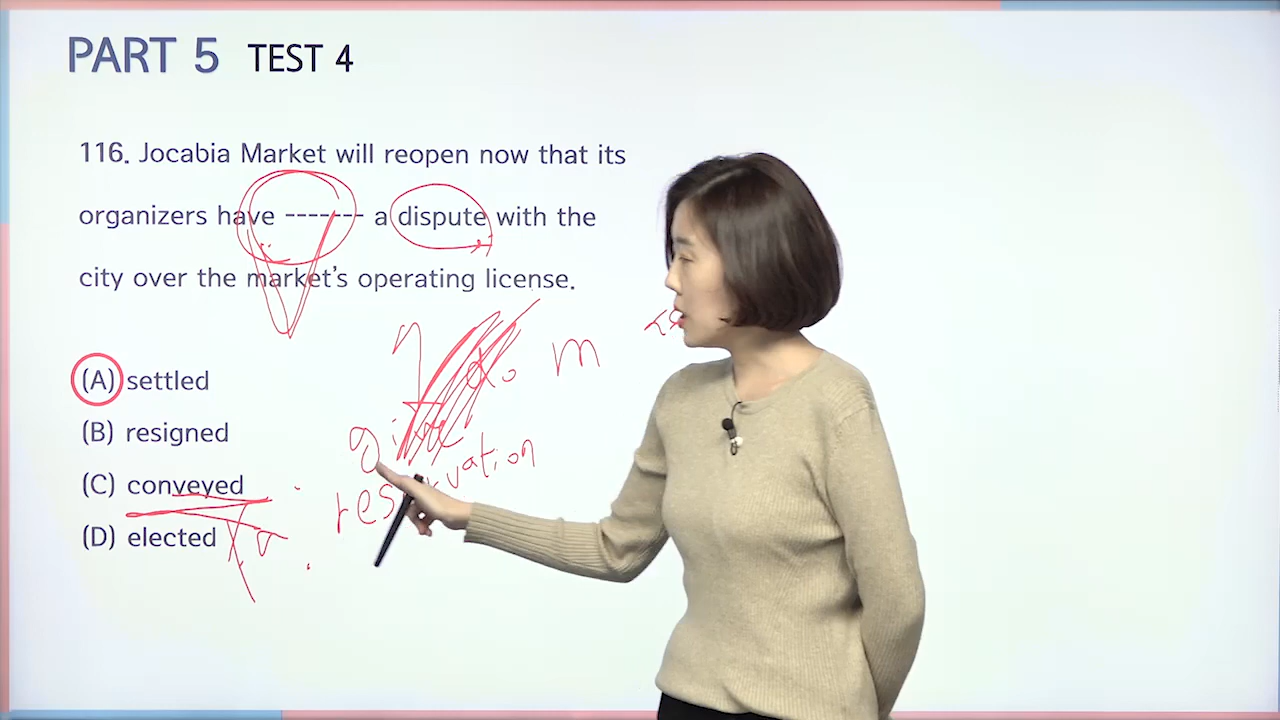 PART 5 TEST 4
116. Jocabia Market will reopen now that its
organizers have ------- a dispute with the
city over the market's operating license.
(A) settled
(B) resigned
(C) conveyed
(D) elected